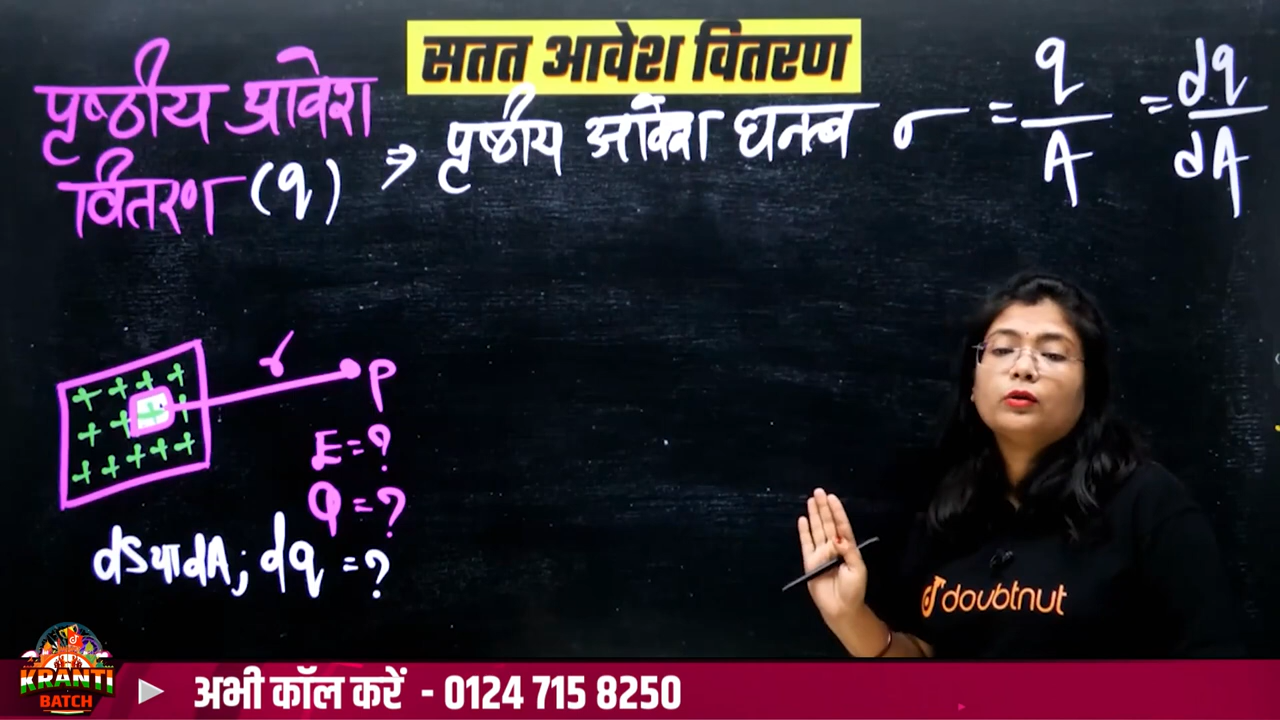 सतत आवेश वितरण
पृष्ठीय आवेश
वितरण (q) ⇒ पृष्ठीय आवेश घनत्व σ = q/A = dq/dA
r
P
E = ?
Q = ?
ds या dA; dq = ?
doubtnut
KRANTI
BATCH
अभी कॉल करें - 0124 715 8250